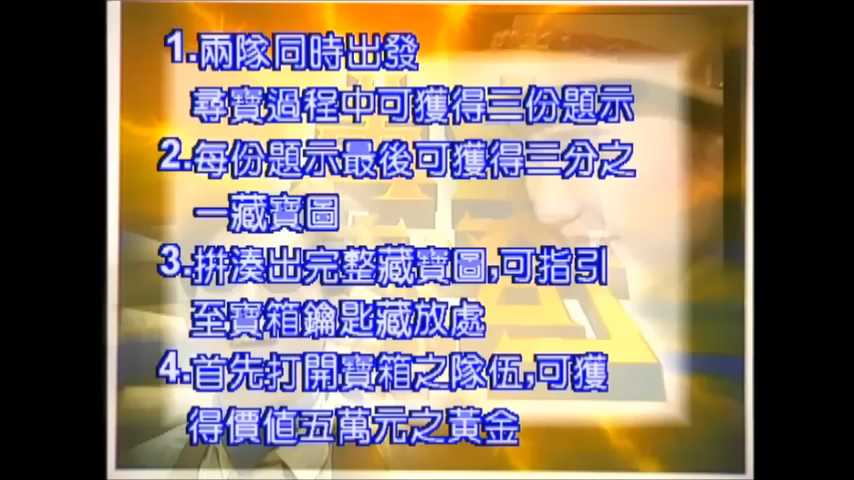 1.兩隊同時出發
尋寶過程中可獲得三份題示
2.每份題示最後可獲得三分之
一藏寶圖
3.拼湊出完整藏寶圖,可指引
至寶箱鑰匙藏放處
4.首先打開寶箱之隊伍,可獲
得價值五萬元之黃金